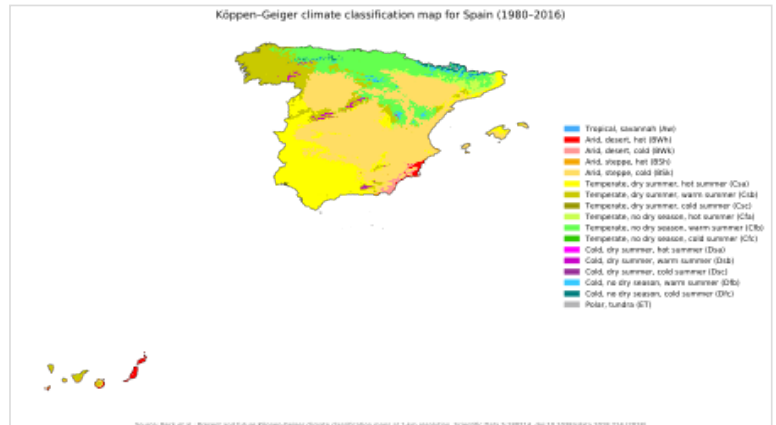 Köppen–Geiger climate classification map for Spain (1980–2016)
Tropical, savannah (Aw)
Arid, desert, hot (BWh)
Arid, desert, cold (BWk)
Arid, steppe, hot (BSh)
Arid, steppe, cold (BSk)
Temperate, dry summer, hot summer (Csa)
Temperate, dry summer, warm summer (Csb)
Temperate, dry summer, cold summer (Csc)
Temperate, no dry season, hot summer (Cfa)
Temperate, no dry season, warm summer (Cfb)
Temperate, no dry season, cold summer (Cfc)
Cold, dry summer, hot summer (Dsa)
Cold, dry summer, warm summer (Dsb)
Cold, dry summer, cold summer (Dsc)
Cold, no dry season, warm summer (Dfb)
Cold, no dry season, cold summer (Dfc)
Polar, tundra (ET)